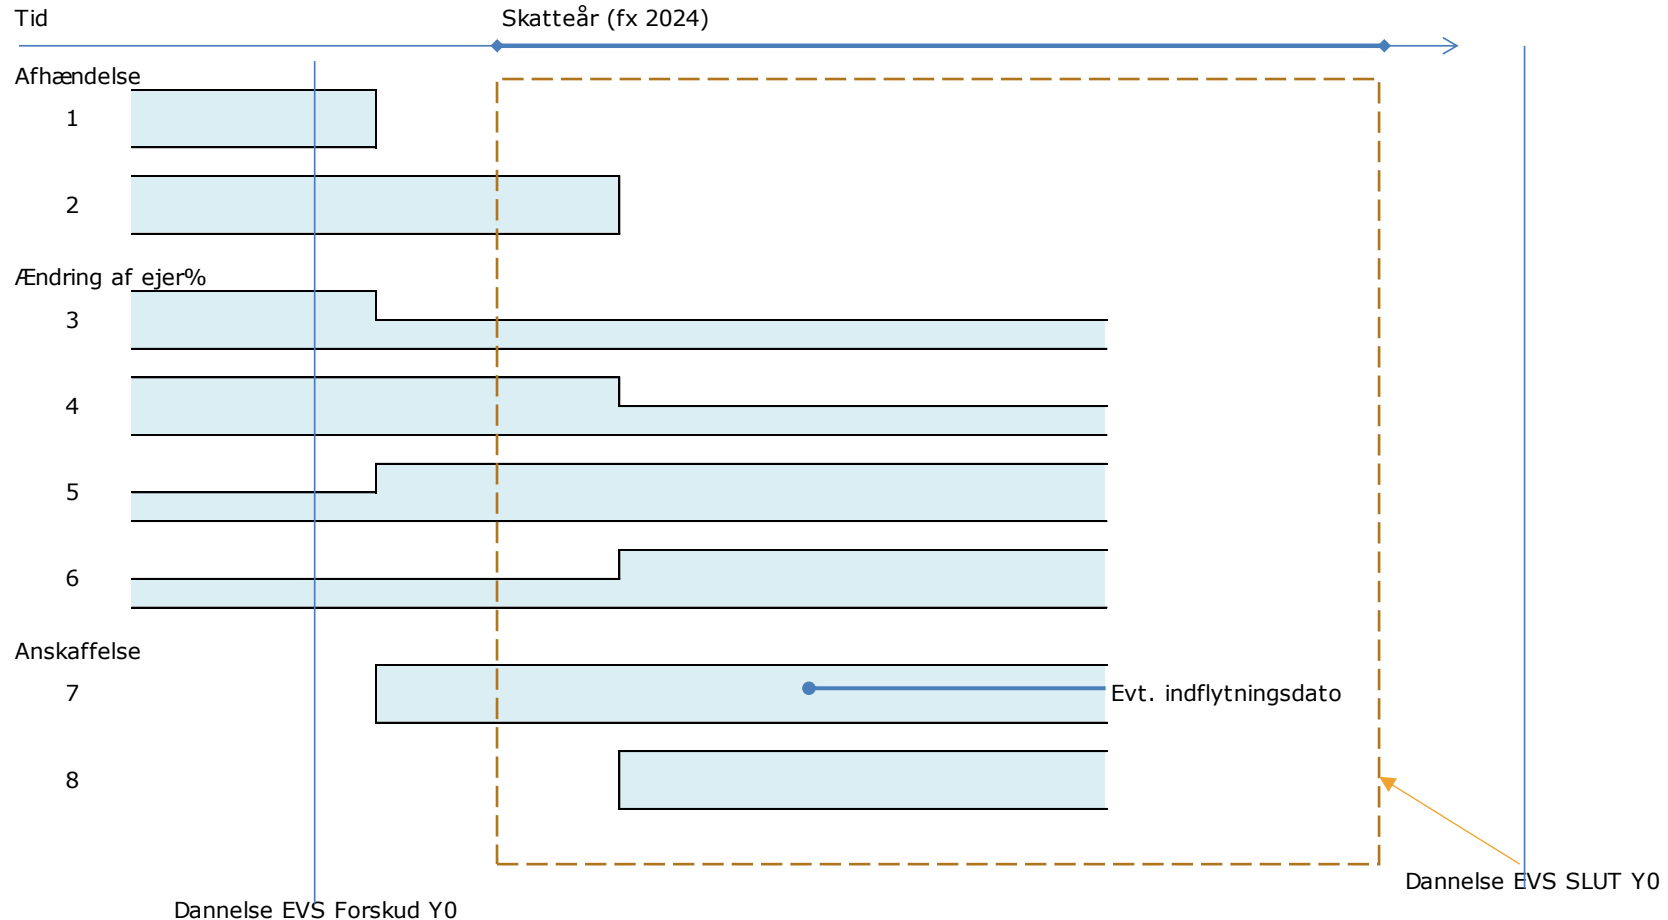 Tid
Skatteår (fx 2024)
Afhændelse
1
2
Ændring af ejer%
3
4
5
6
Anskaffelse
7
Evt. indflytningsdato
8
Dannelse EVS SLUT Y0
Dannelse EVS Forskud Y0